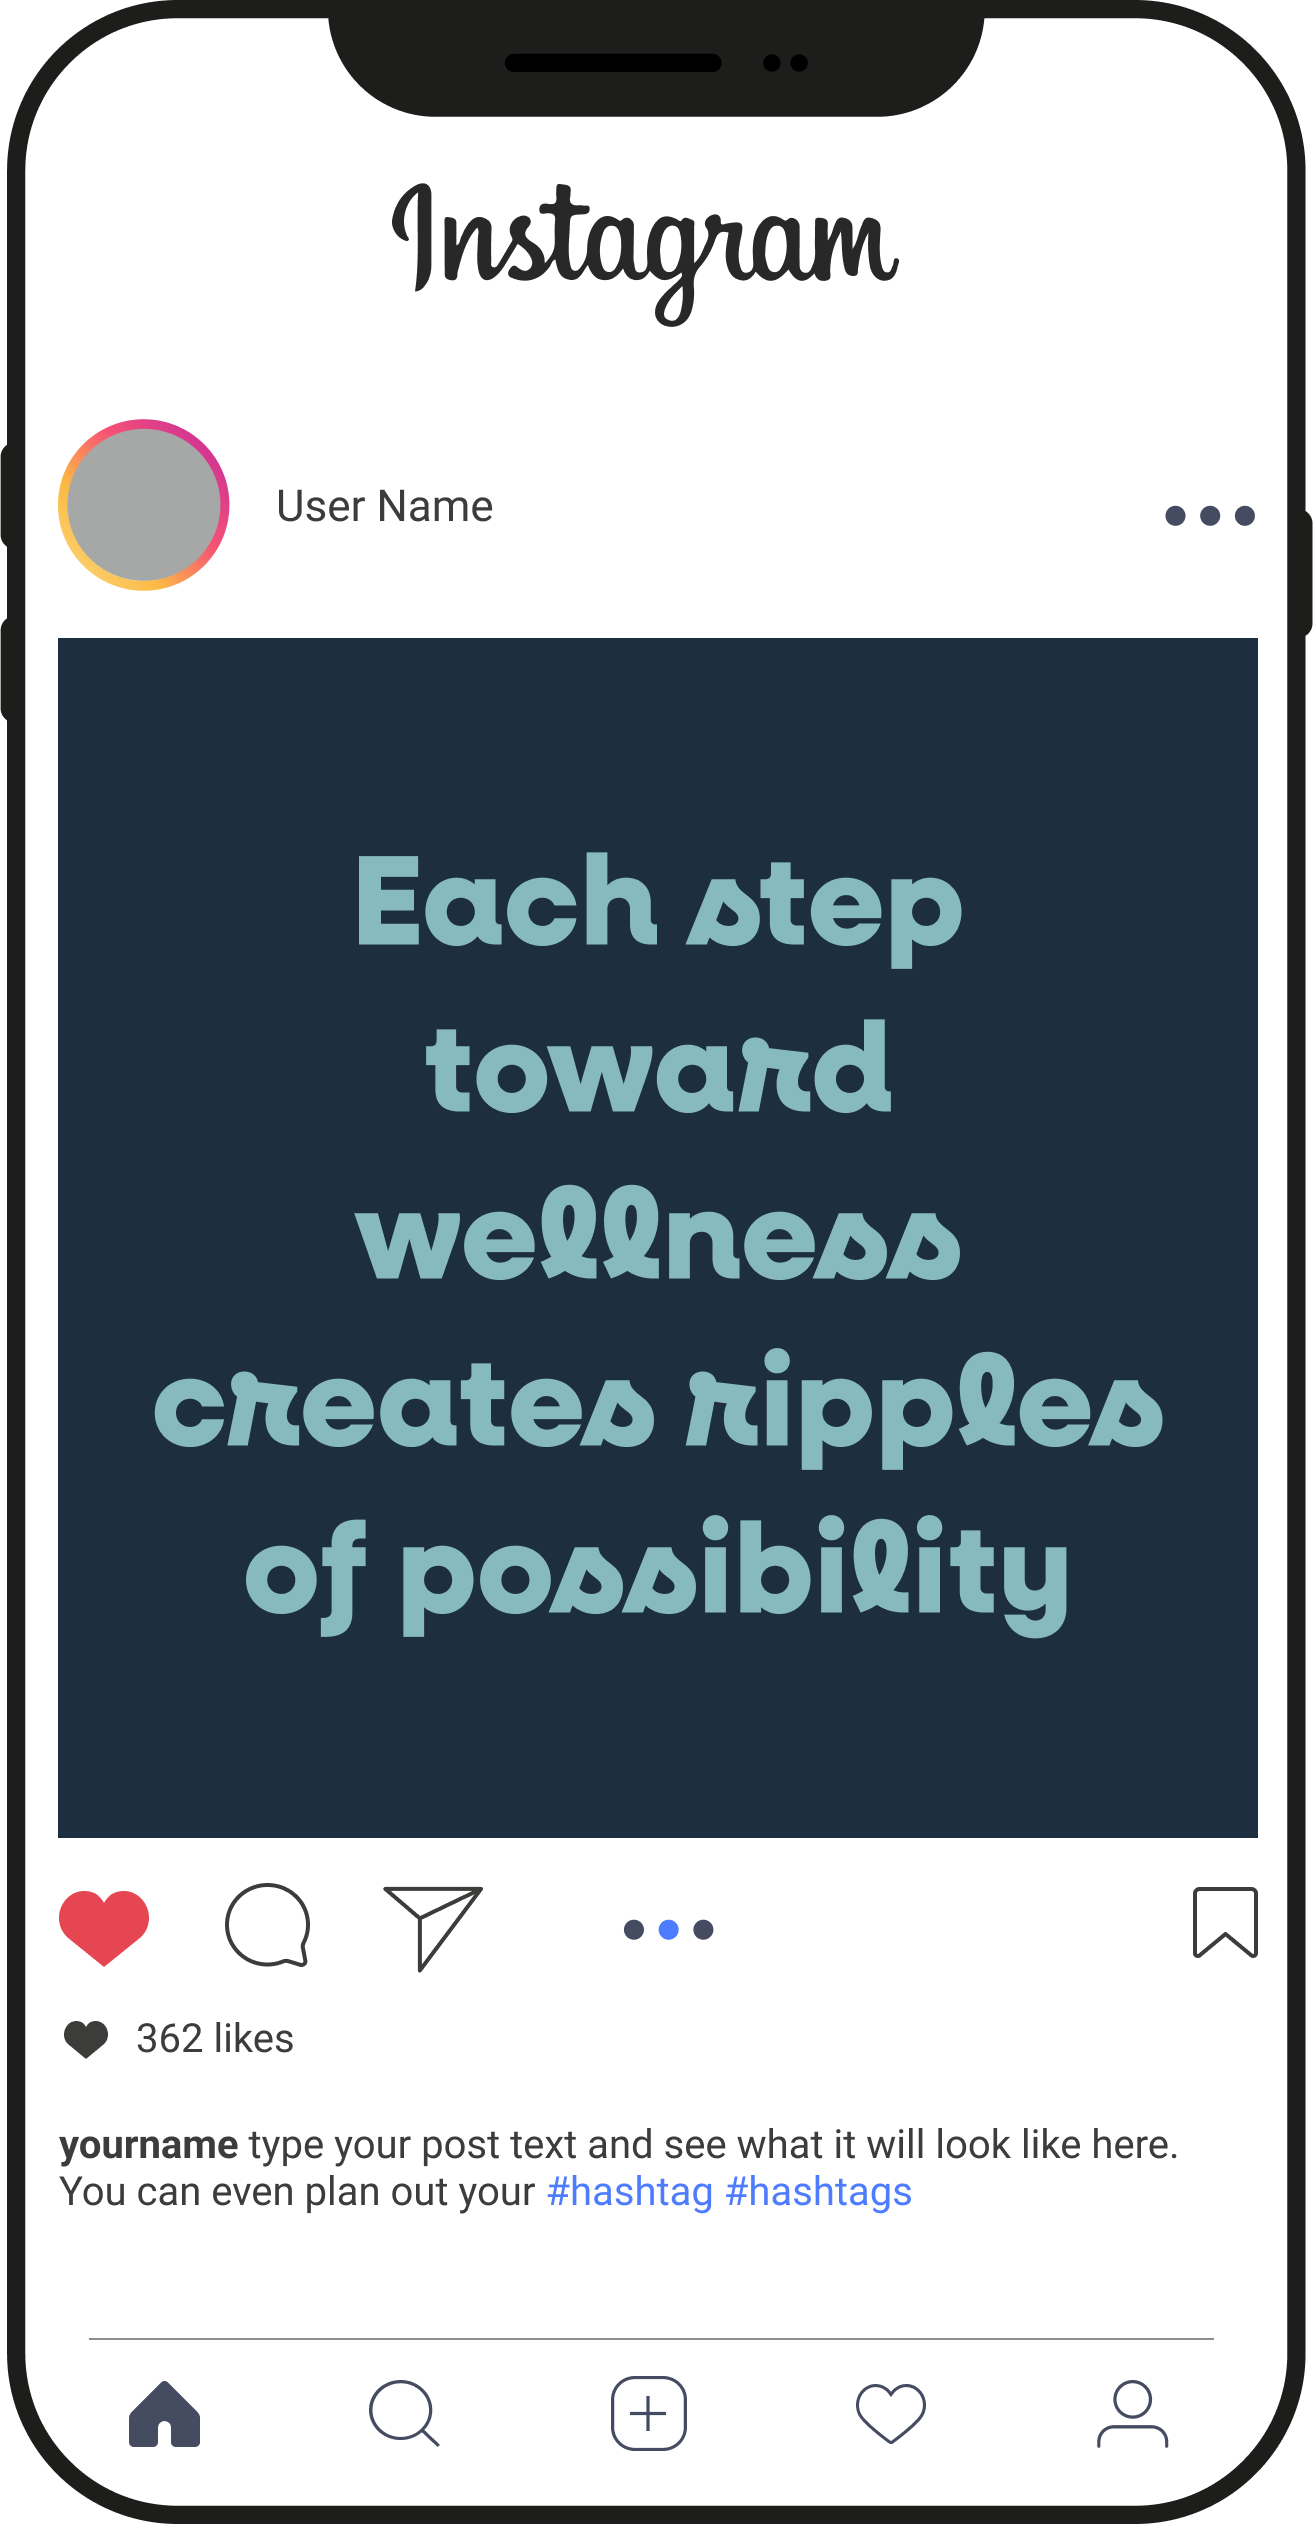 Instagram
User Name
Each step
toward
wellness
creates ripples
of possibility
362 likes
yourname type your post text and see what it will look like here.
You can even plan out your #hashtag #hashtags